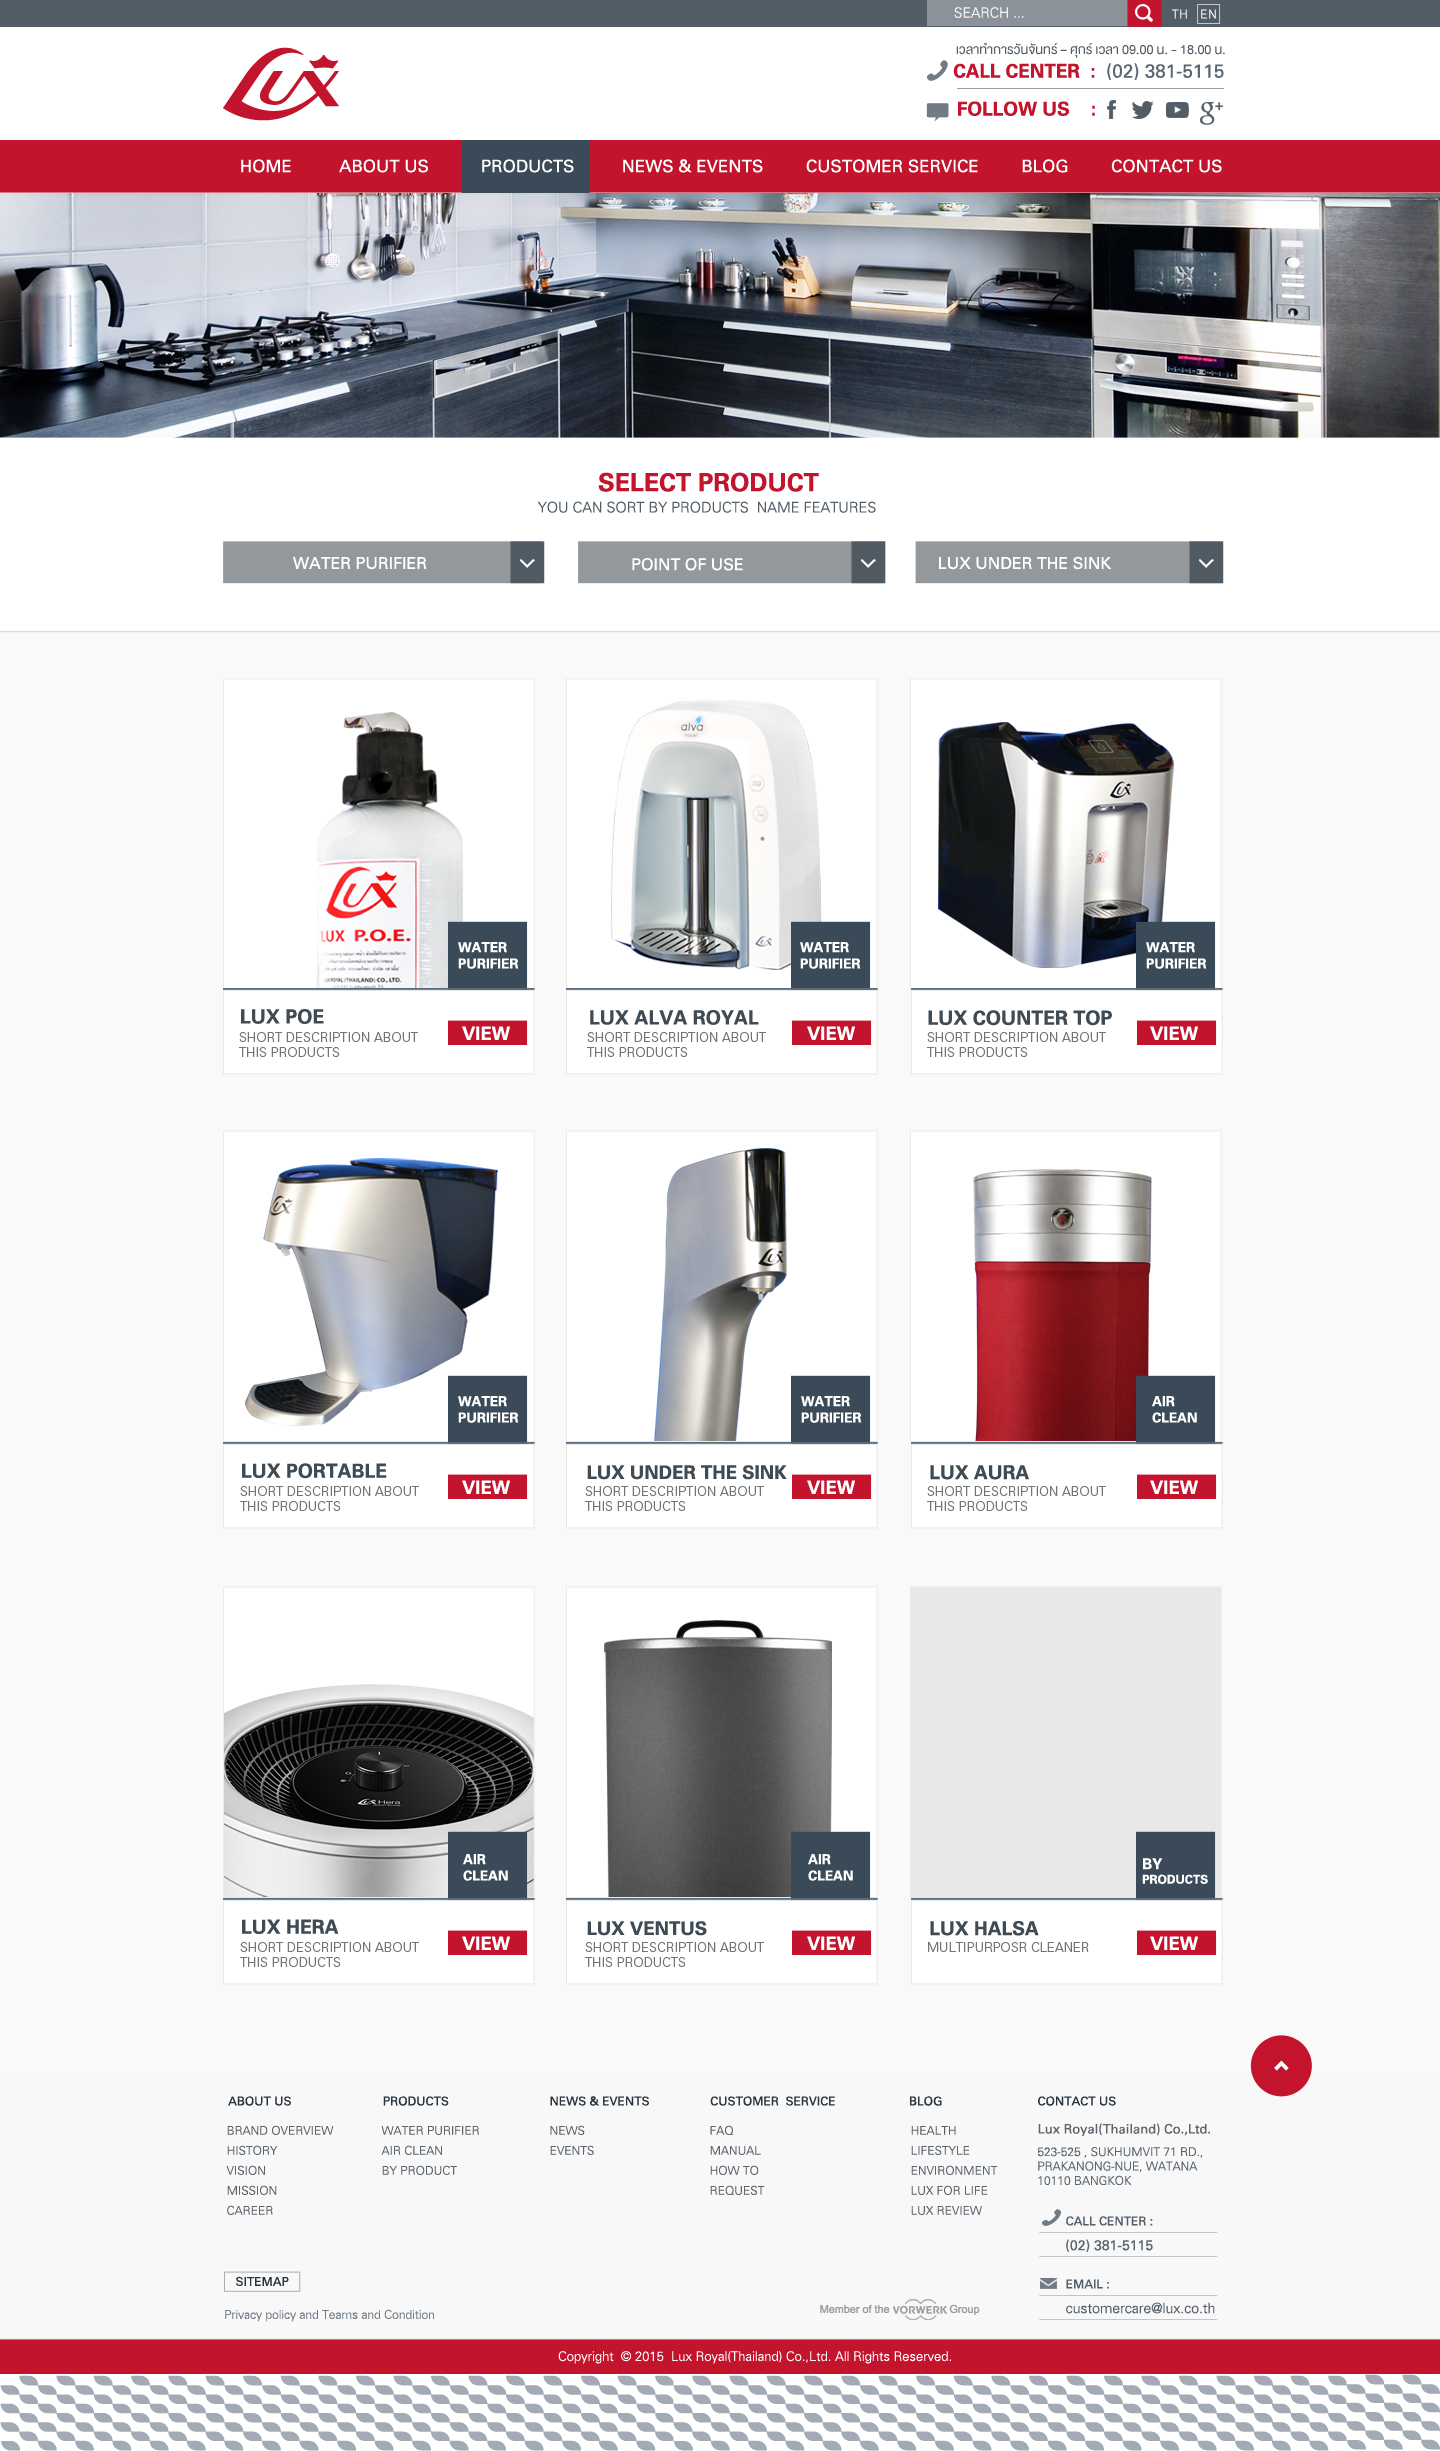 SEARCH ...
TH EN
เวลาทำการวันจันทร์ – ศุกร์ เวลา 09.00 น. - 18.00 น.
LUX
CALL CENTER : (02) 381-5115
FOLLOW US :
HOME ABOUT US PRODUCTS NEWS & EVENTS CUSTOMER SERVICE BLOG CONTACT US
SELECT PRODUCT
YOU CAN SORT BY PRODUCTS NAME FEATURES
WATER PURIFIER POINT OF USE LUX UNDER THE SINK
alva
royal
LUX
LUX
LUX P.O.E.
LUX
WATER PURIFIER
WATER PURIFIER
WATER PURIFIER
LUX POE
SHORT DESCRIPTION ABOUT
THIS PRODUCTS
VIEW
LUX ALVA ROYAL
SHORT DESCRIPTION ABOUT
THIS PRODUCTS
VIEW
LUX COUNTER TOP
SHORT DESCRIPTION ABOUT
THIS PRODUCTS
VIEW
LUX
LUX
WATER
PURIFIER
WATER
PURIFIER
AIR
CLEAN
LUX PORTABLE
SHORT DESCRIPTION ABOUT
THIS PRODUCTS
VIEW
LUX UNDER THE SINK
SHORT DESCRIPTION ABOUT
THIS PRODUCTS
VIEW
LUX AURA
SHORT DESCRIPTION ABOUT
THIS PRODUCTS
VIEW
LUX Hera
AIR
CLEAN
AIR
CLEAN
BY
PRODUCTS
LUX HERA
SHORT DESCRIPTION ABOUT
THIS PRODUCTS
VIEW
LUX VENTUS
SHORT DESCRIPTION ABOUT
THIS PRODUCTS
VIEW
LUX HALSA
MULTIPURPOSR CLEANER
VIEW
ABOUT US
BRAND OVERVIEW
HISTORY
VISION
MISSION
CAREER
PRODUCTS
WATER PURIFIER
AIR CLEAN
BY PRODUCT
NEWS & EVENTS
NEWS
EVENTS
CUSTOMER SERVICE
FAQ
MANUAL
HOW TO
REQUEST
BLOG
HEALTH
LIFESTYLE
ENVIRONMENT
LUX FOR LIFE
LUX REVIEW
CONTACT US
Lux Royal(Thailand) Co.,Ltd.
523-525 , SUKHUMVIT 71 RD.,
PRAKANONG-NUE, WATANA
10110 BANGKOK
CALL CENTER :
(02) 381-5115
EMAIL :
customercare@lux.co.th
SITEMAP
Privacy policy and Teams and Condition
Member of the VORWERK Group
Copyright © 2015 Lux Royal(Thailand) Co.,Ltd. All Rights Reserved.